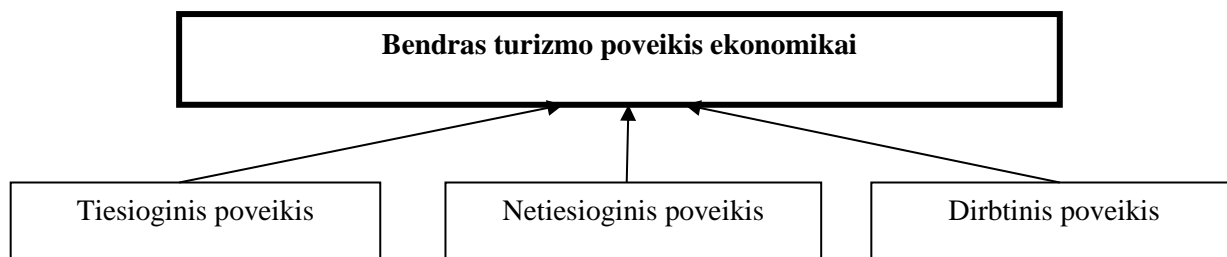 Bendras turizmo poveikis ekonomikai
Tiesioginis poveikis
Netiesioginis poveikis
Dirbtinis poveikis